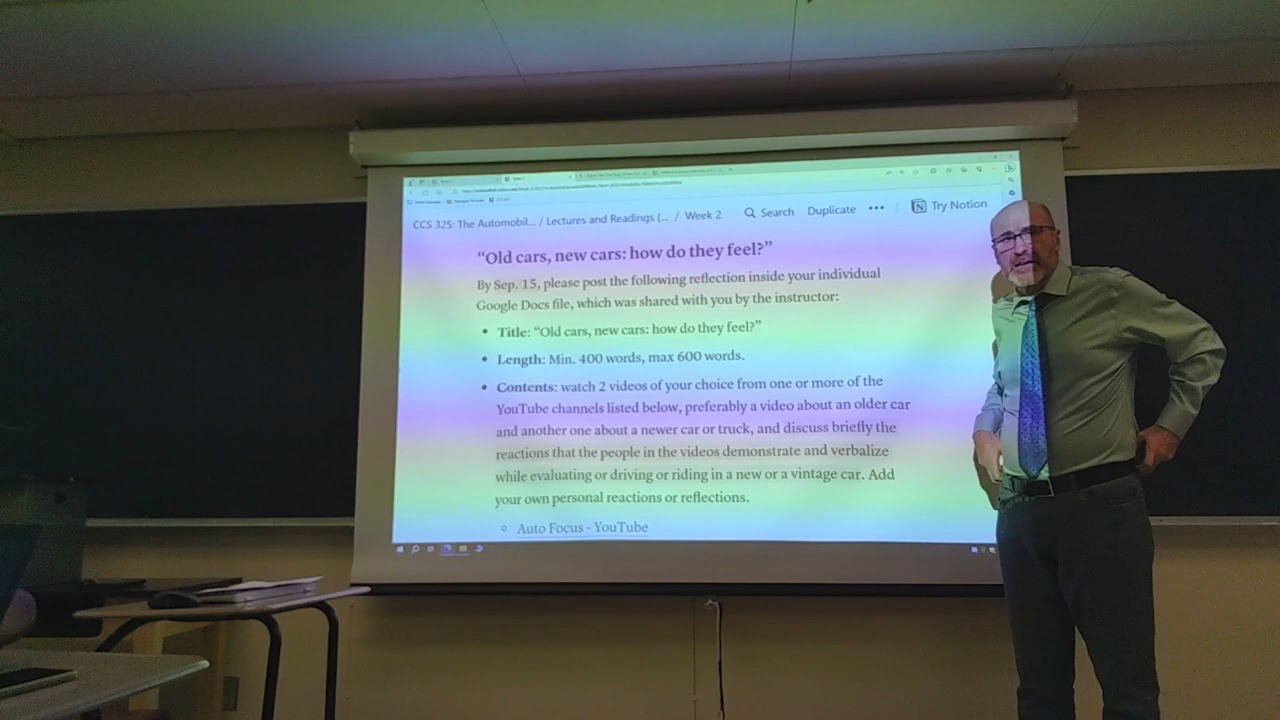 CCS 325: The Automobil... / Lectures and Readings (... / Week 2 Search Duplicate ••• Try Notion
“Old cars, new cars: how do they feel?”
By Sep. 15, please post the following reflection inside your individual
Google Docs file, which was shared with you by the instructor:
• Title: “Old cars, new cars: how do they feel?”
• Length: Min. 400 words, max 600 words.
• Contents: watch 2 videos of your choice from one or more of the
YouTube channels listed below, preferably a video about an older car
and another one about a newer car or truck, and discuss briefly the
reactions that the people in the videos demonstrate and verbalize
while evaluating or driving or riding in a new or a vintage car. Add
your own personal reactions or reflections.
○ Auto Focus - YouTube